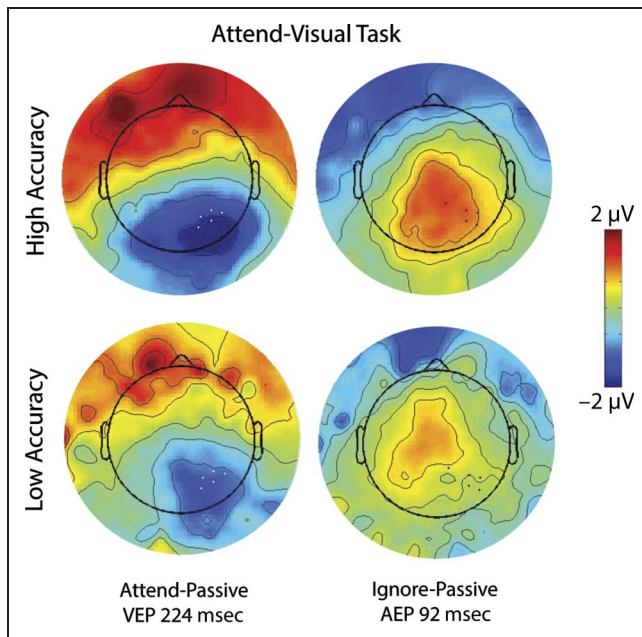 Attend-Visual Task
High Accuracy
2 µV
−2 µV
Low Accuracy
Attend-Passive
VEP 224 msec
Ignore-Passive
AEP 92 msec